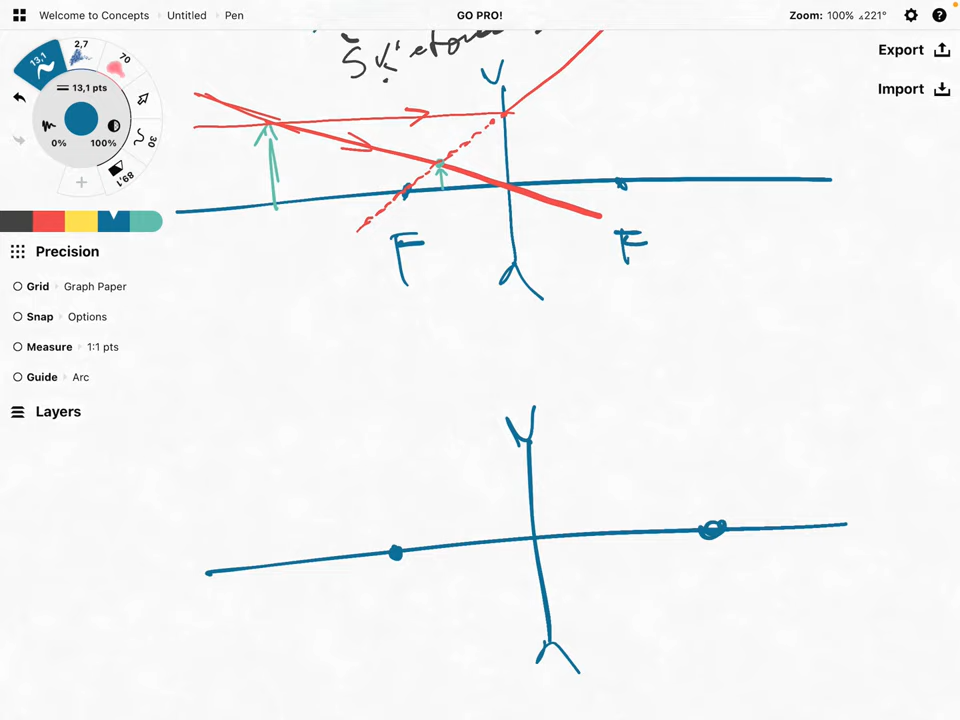 Welcome to Concepts Untitled Pen
GO PRO!
Zoom: 100% ⊿221°
Export
Import
13,1
2,7
70
30
89,1
13,1 pts
0%
100%
F
F
Precision
Grid Graph Paper
Snap Options
Measure 1:1 pts
Guide Arc
Layers